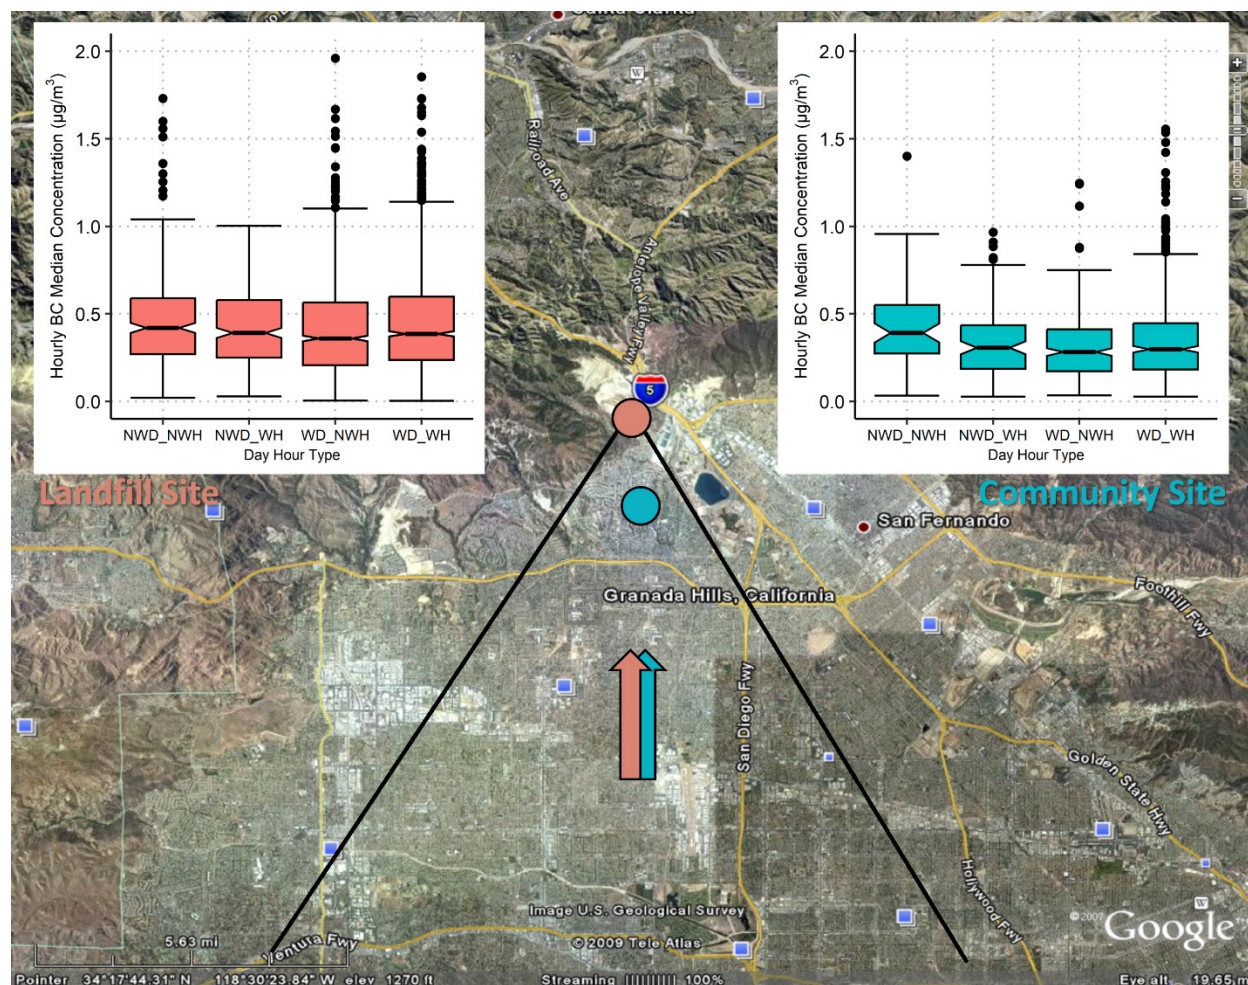 2.0
1.5
1.0
0.5
0.0
Hourly BC Median Concentration (µg/m³)
NWD_NWH NWD_WH WD_NWH WD_WH
Day Hour Type
Landfill Site
2.0
1.5
1.0
0.5
0.0
Hourly BC Median Concentration (µg/m³)
NWD_NWH NWD_WH WD_NWH WD_WH
Day Hour Type
Community Site
W
Railroad Ave
Antelope Valley Fwy
5
San Fernando
Granada Hills, California
Foothill Fwy
San Diego Fwy
Golden State Hwy
Hollywood Fwy
Ventura Fwy
5.63 mi
Image U.S. Geological Survey
© 2009 Tele Atlas
W
© 2007 Google™
Pointer 34°17'44.31" N 118°30'23.84" W elev 1270 ft
Streaming |||||||||| 100%
Eye alt 19.65 m